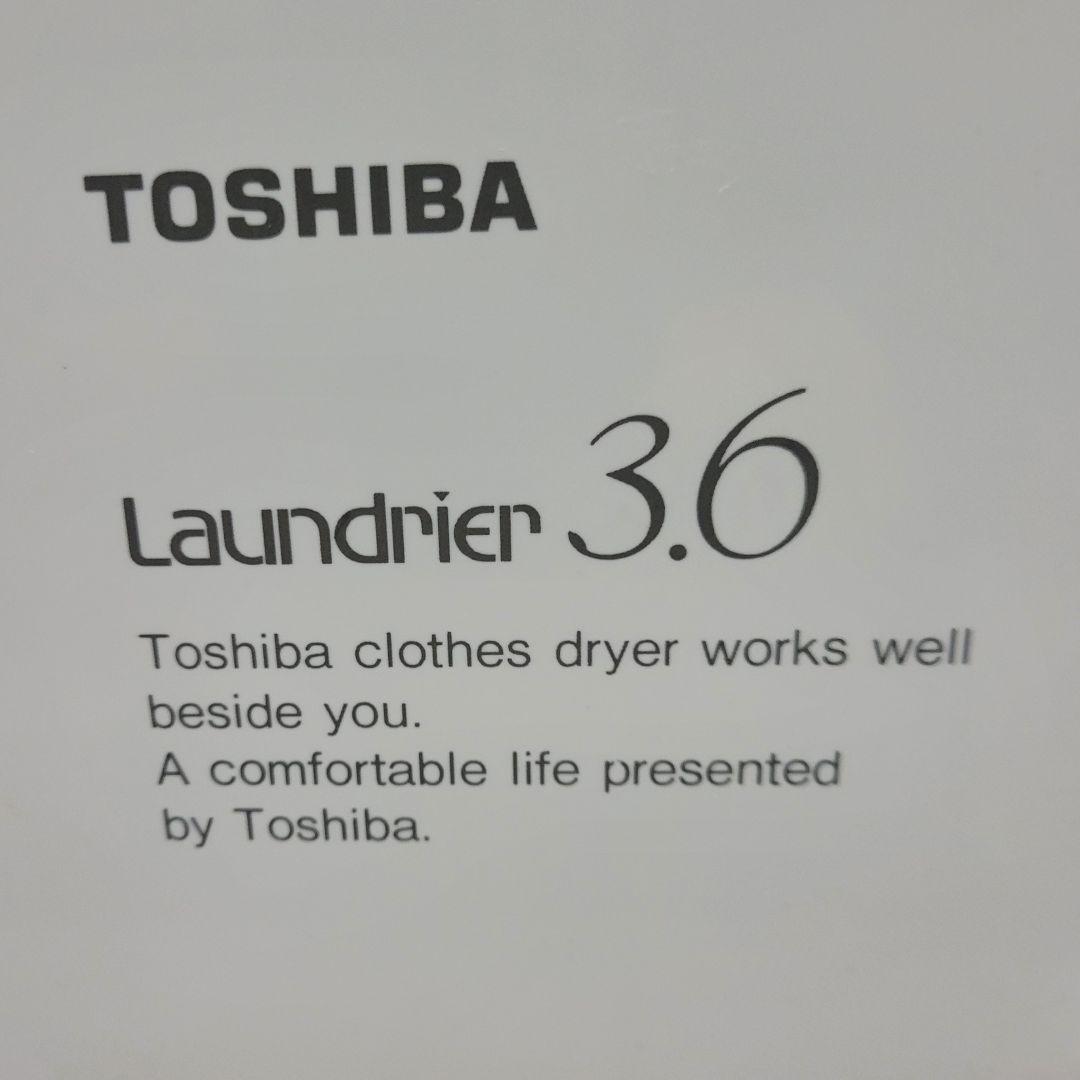 TOSHIBA
Laundrier 3.6
Toshiba clothes dryer works well
beside you.
A comfortable life presented
by Toshiba.